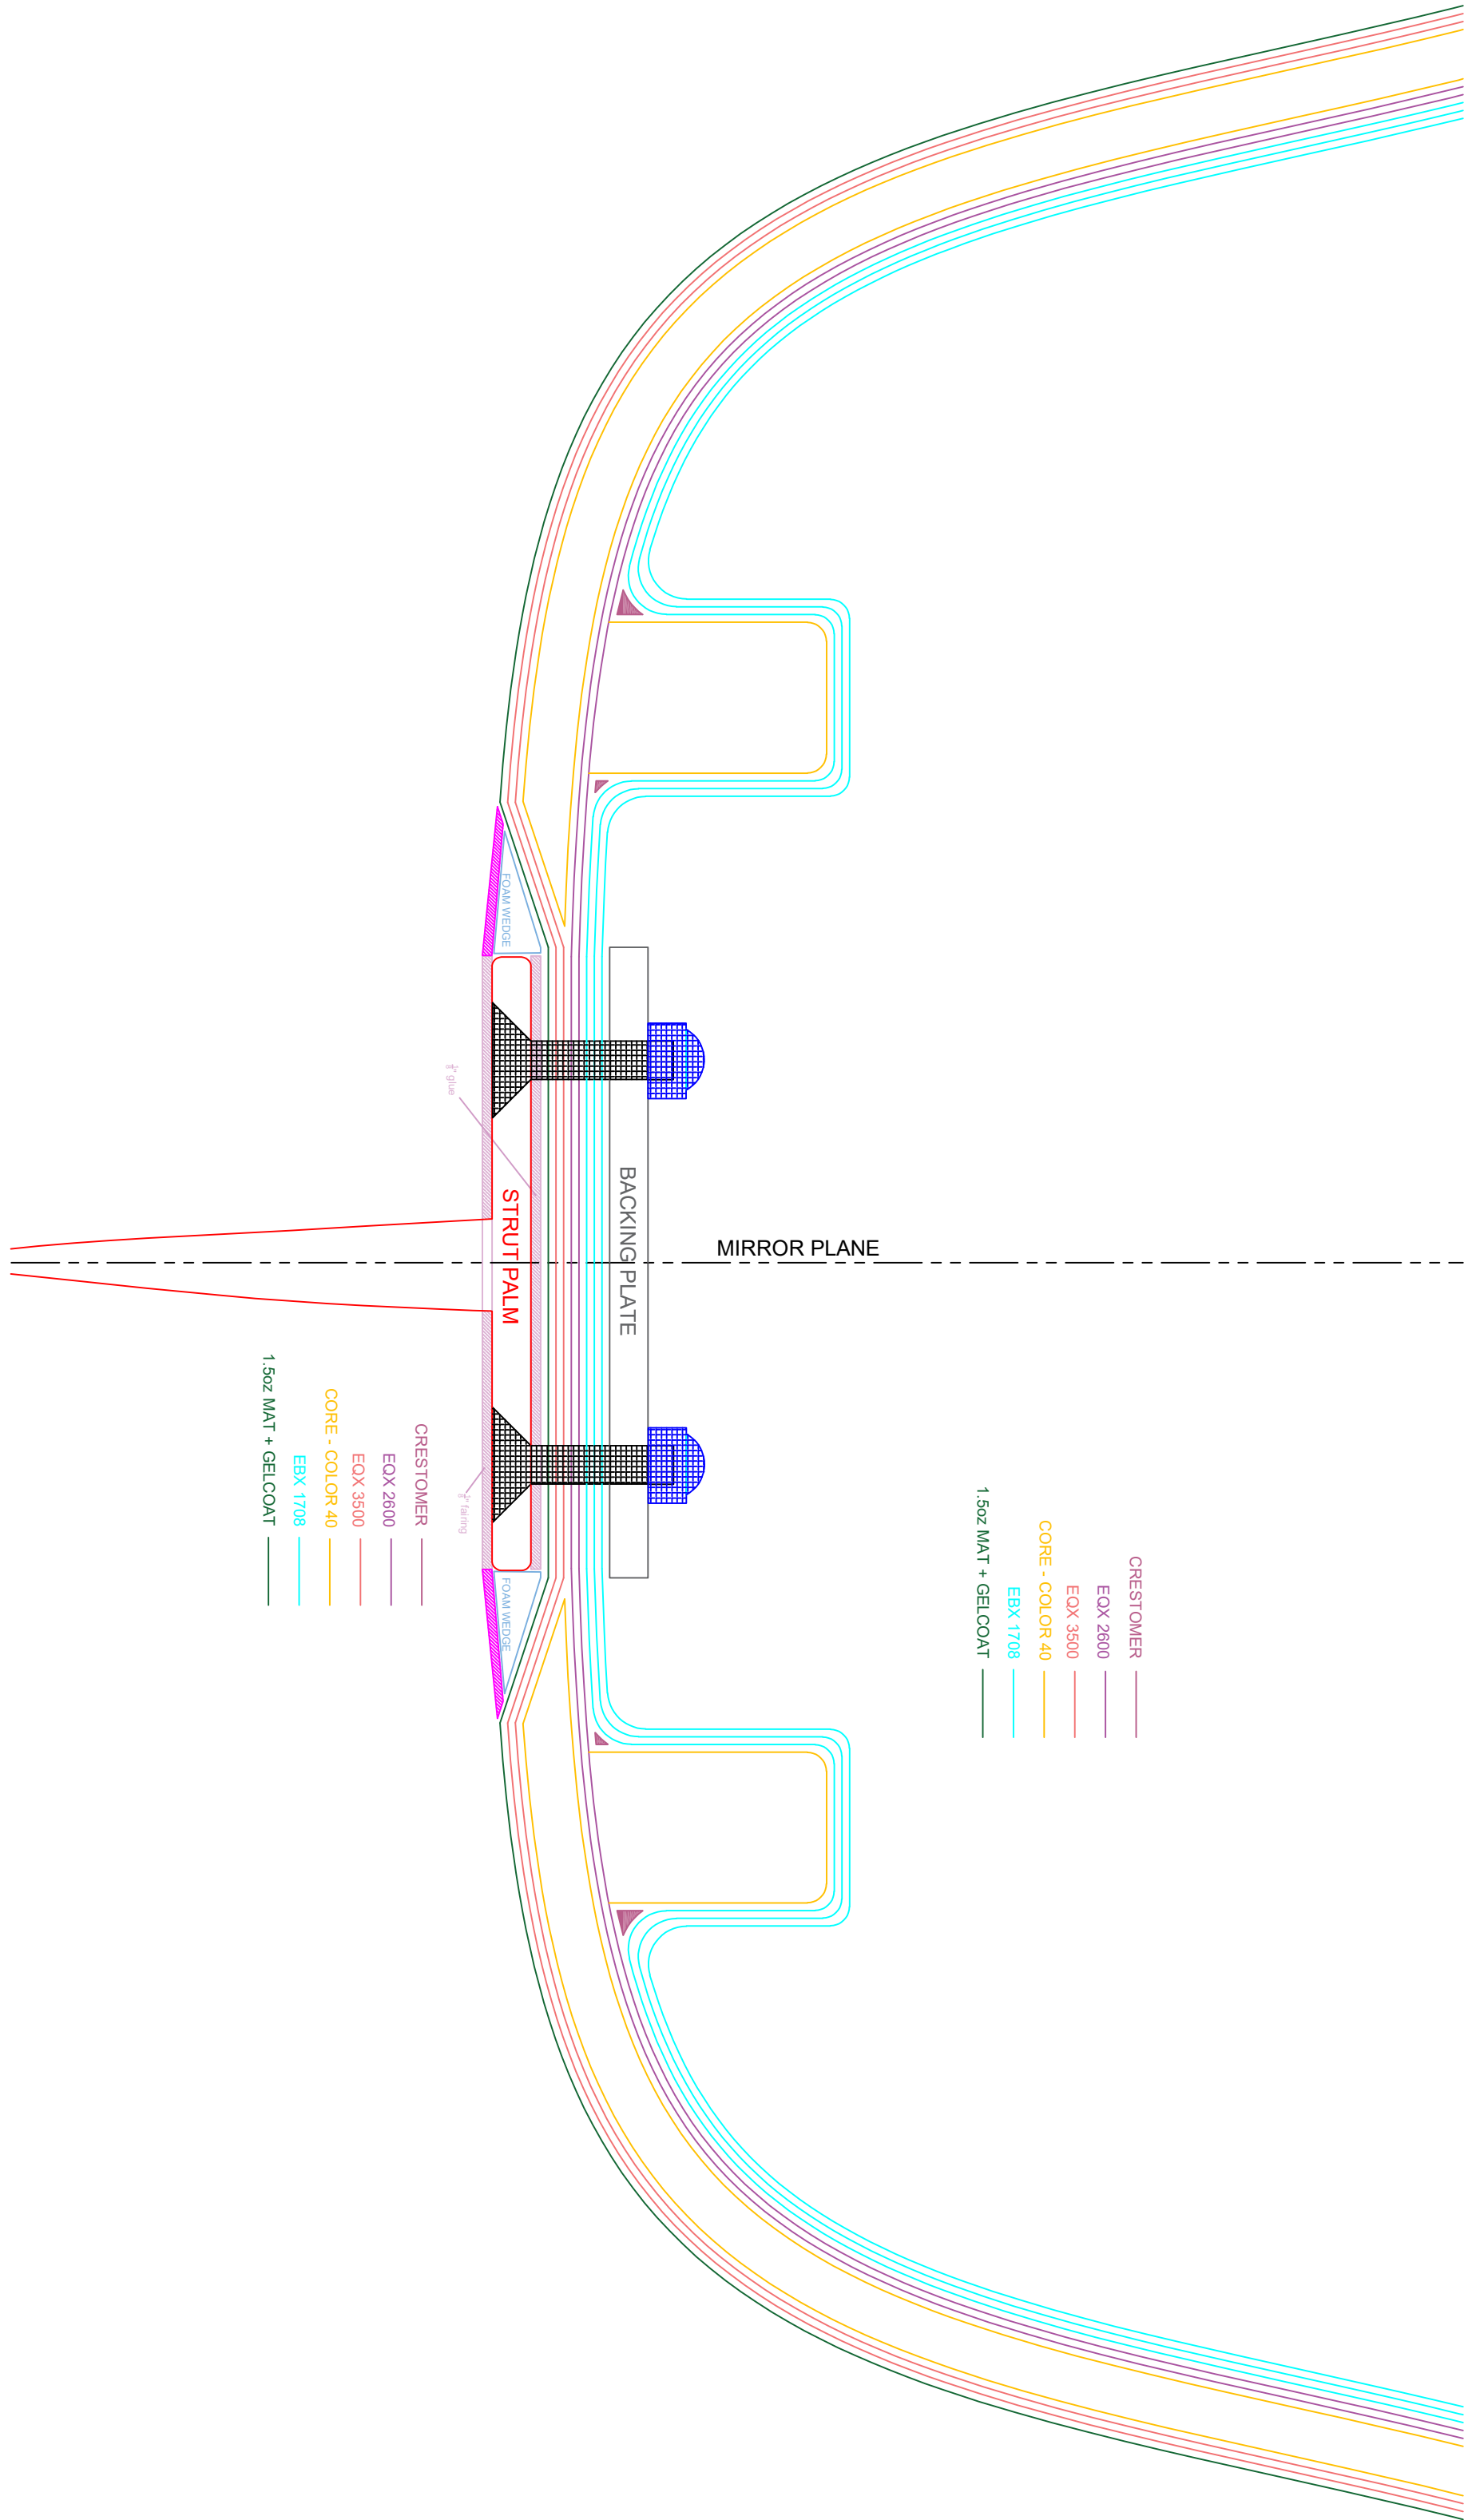 MIRROR PLANE
BACKING PLATE
STRUT PALM
FOAM WEDGE
FOAM WEDGE
glue
fairing
CRESTOMER
EQX 2600
EQX 3500
CORE - COLOR 40
EBX 1708
1.5oz MAT + GELCOAT
CRESTOMER
EQX 2600
EQX 3500
CORE - COLOR 40
EBX 1708
1.5oz MAT + GELCOAT